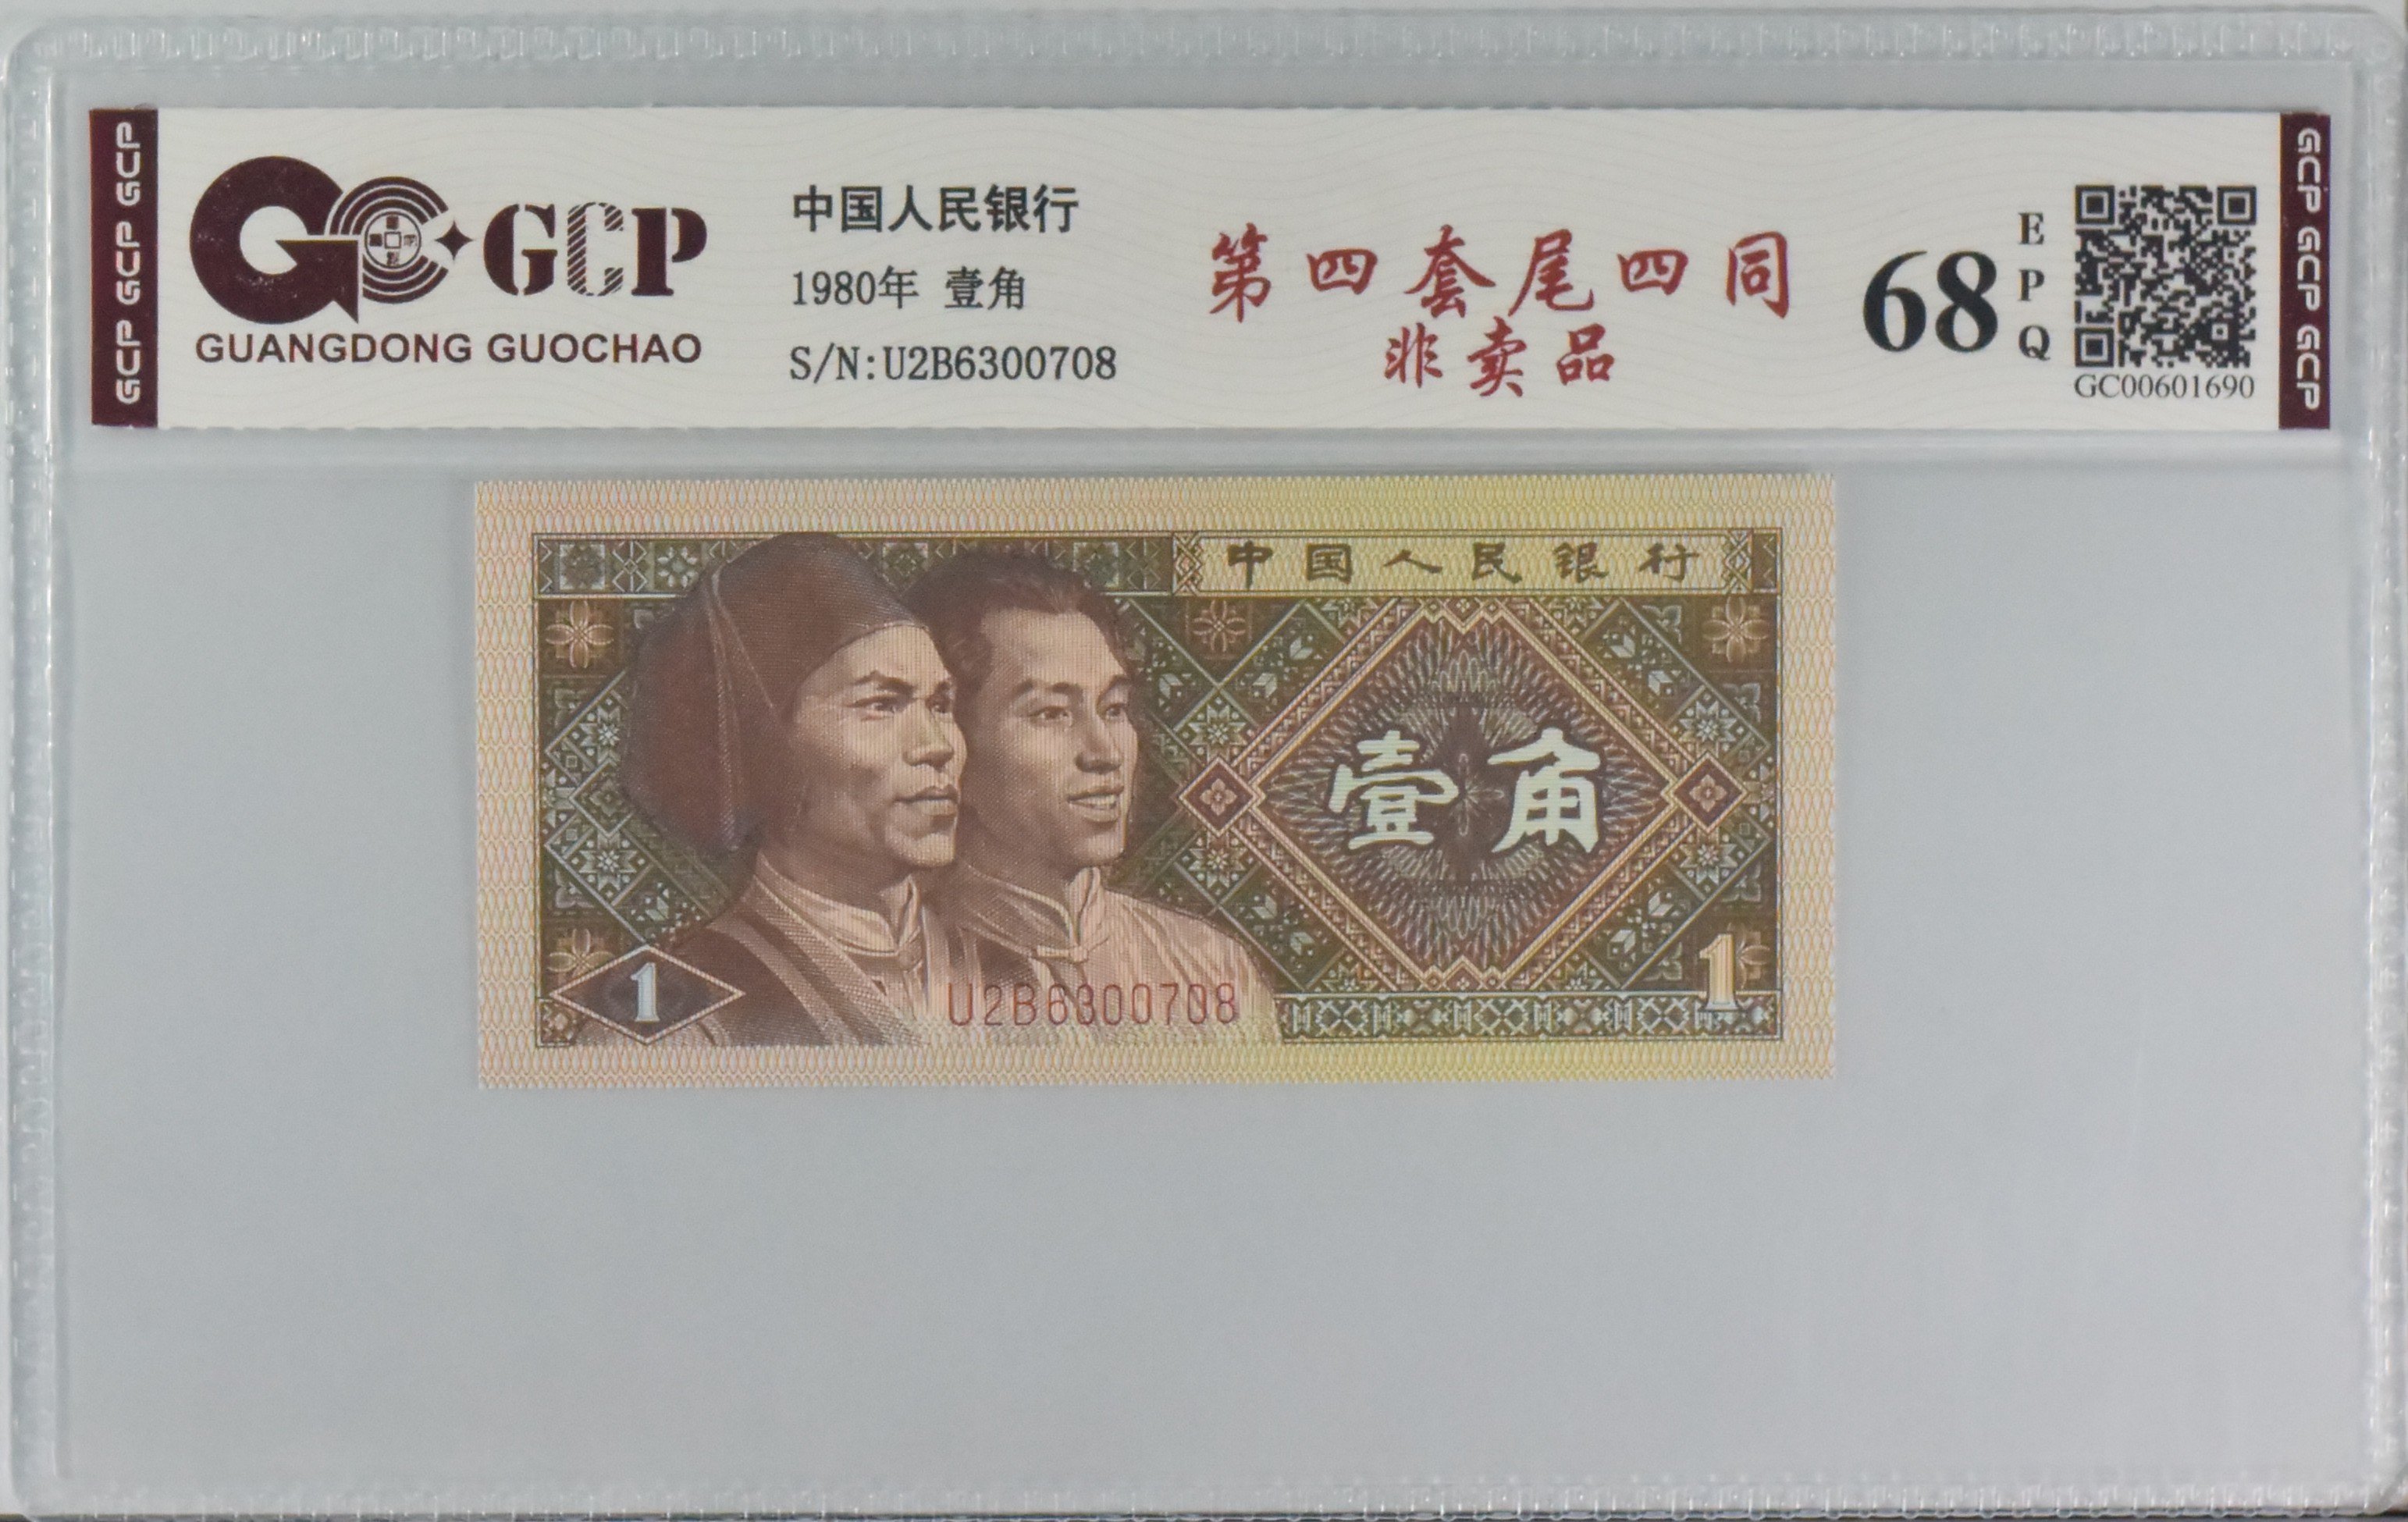 GCP GCP GCP
GCP
GUANGDONG GUOCHAO
中国人民银行
1980年 壹角
S/N:U2B6300708
第四套尾四同
非卖品
68
E
P
Q
GC00601690
GCP GCP GCP
中国人民银行
壹角
1
U2B6300708
1